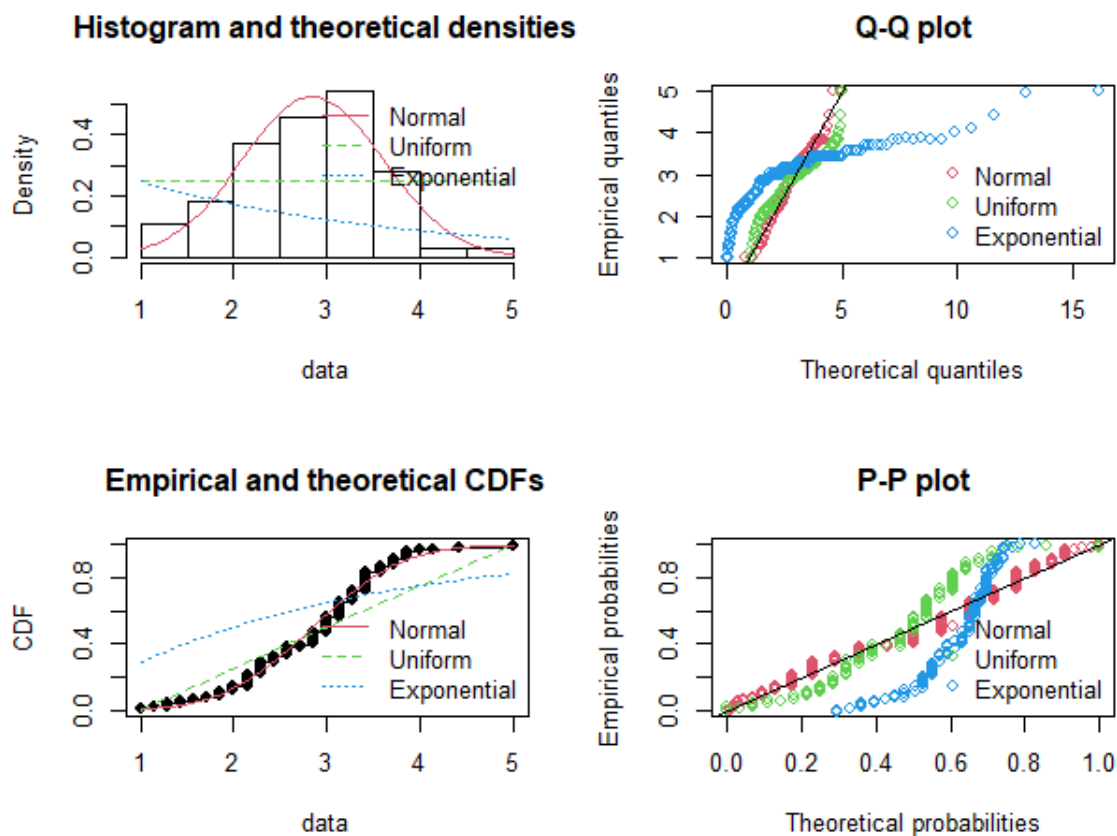 Histogram and theoretical densities
Density
0.0 0.2 0.4
Normal
Uniform
Exponential
1 2 3 4 5
data
Q-Q plot
Empirical quantiles
1 2 3 4 5
Normal
Uniform
Exponential
0 5 10 15
Theoretical quantiles
Empirical and theoretical CDFs
CDF
0.0 0.4 0.8
Normal
Uniform
Exponential
1 2 3 4 5
data
P-P plot
Empirical probabilities
0.0 0.4 0.8
Normal
Uniform
Exponential
0.0 0.2 0.4 0.6 0.8 1.0
Theoretical probabilities